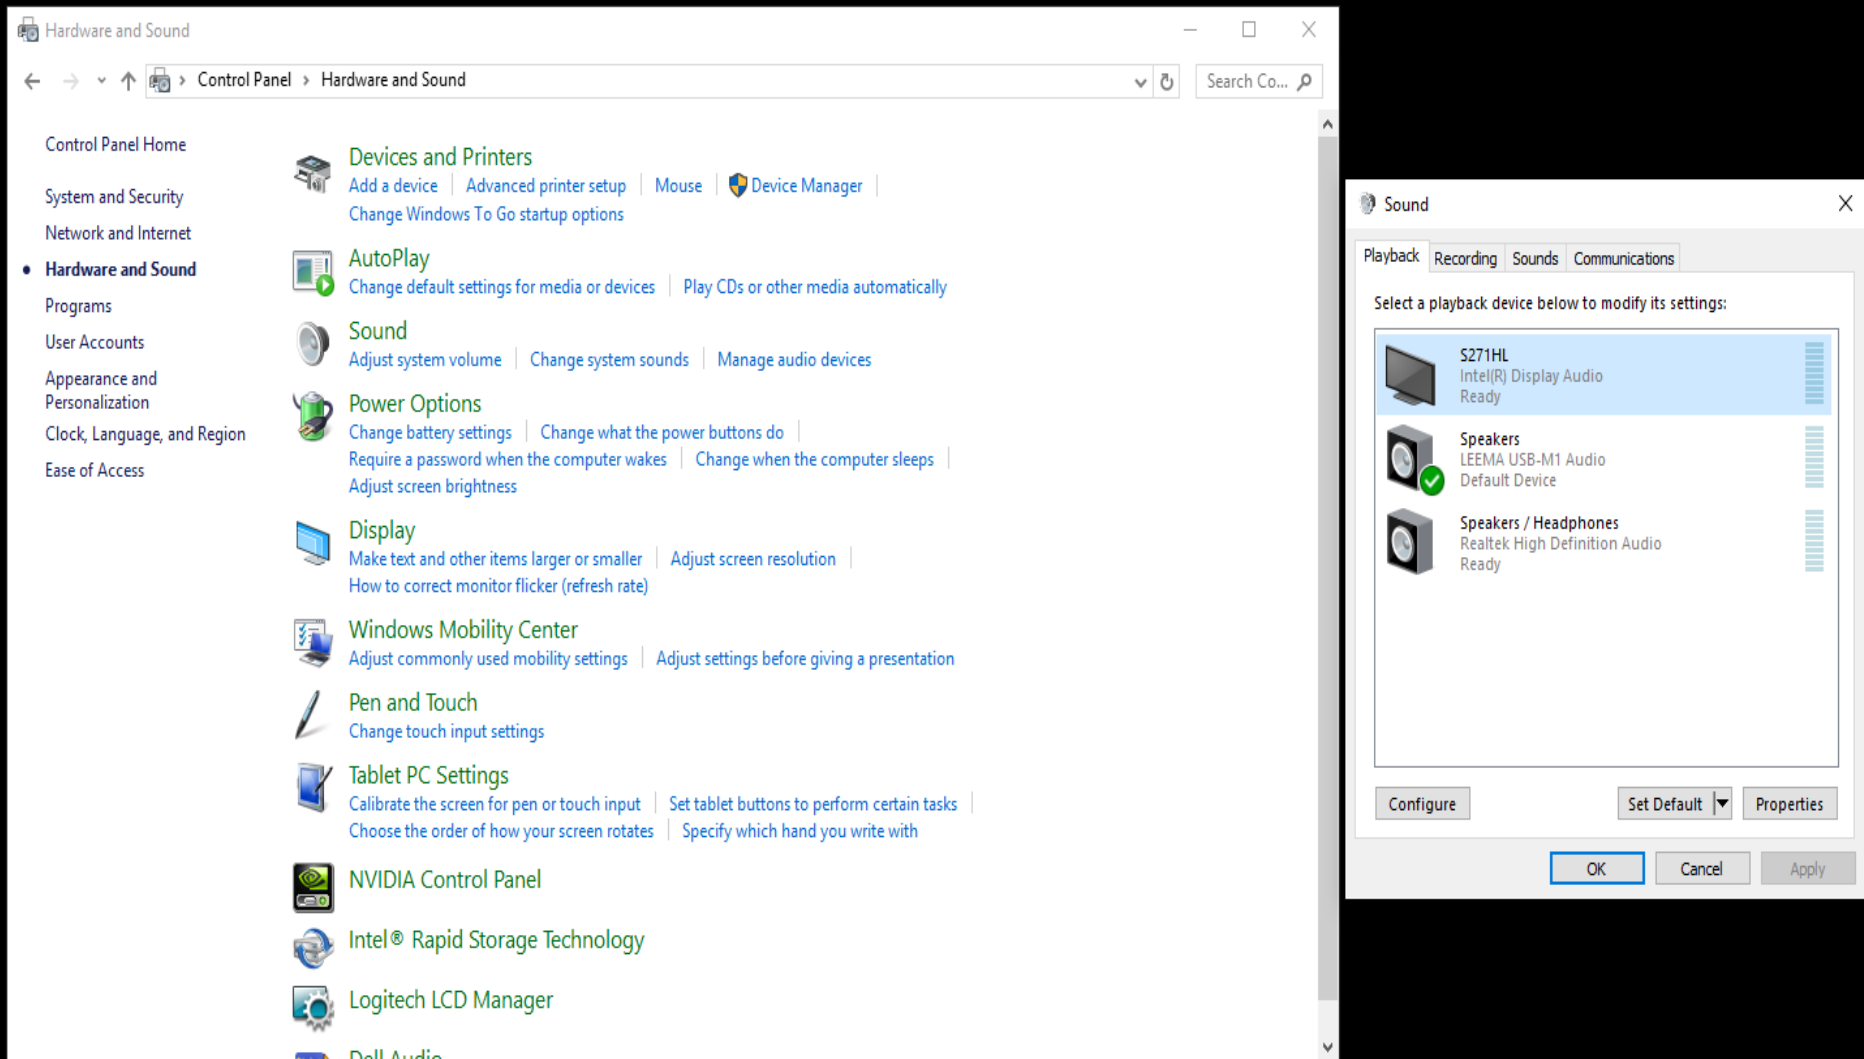 Hardware and Sound
Control Panel > Hardware and Sound
Search Co...
Control Panel Home
System and Security
Network and Internet
Hardware and Sound
Programs
User Accounts
Appearance and
Personalization
Clock, Language, and Region
Ease of Access
Devices and Printers
Add a device | Advanced printer setup | Mouse | Device Manager |
Change Windows To Go startup options
AutoPlay
Change default settings for media or devices | Play CDs or other media automatically
Sound
Adjust system volume | Change system sounds | Manage audio devices
Power Options
Change battery settings | Change what the power buttons do |
Require a password when the computer wakes | Change when the computer sleeps |
Adjust screen brightness
Display
Make text and other items larger or smaller | Adjust screen resolution |
How to correct monitor flicker (refresh rate)
Windows Mobility Center
Adjust commonly used mobility settings | Adjust settings before giving a presentation
Pen and Touch
Change touch input settings
Tablet PC Settings
Calibrate the screen for pen or touch input | Set tablet buttons to perform certain tasks |
Choose the order of how your screen rotates | Specify which hand you write with
NVIDIA Control Panel
Intel® Rapid Storage Technology
Logitech LCD Manager
Dell Audio
Sound
Playback Recording Sounds Communications
Select a playback device below to modify its settings:
S271HL
Intel(R) Display Audio
Ready
Speakers
LEEMA USB-M1 Audio
Default Device
Speakers / Headphones
Realtek High Definition Audio
Ready
Configure Set Default Properties
OK Cancel Apply